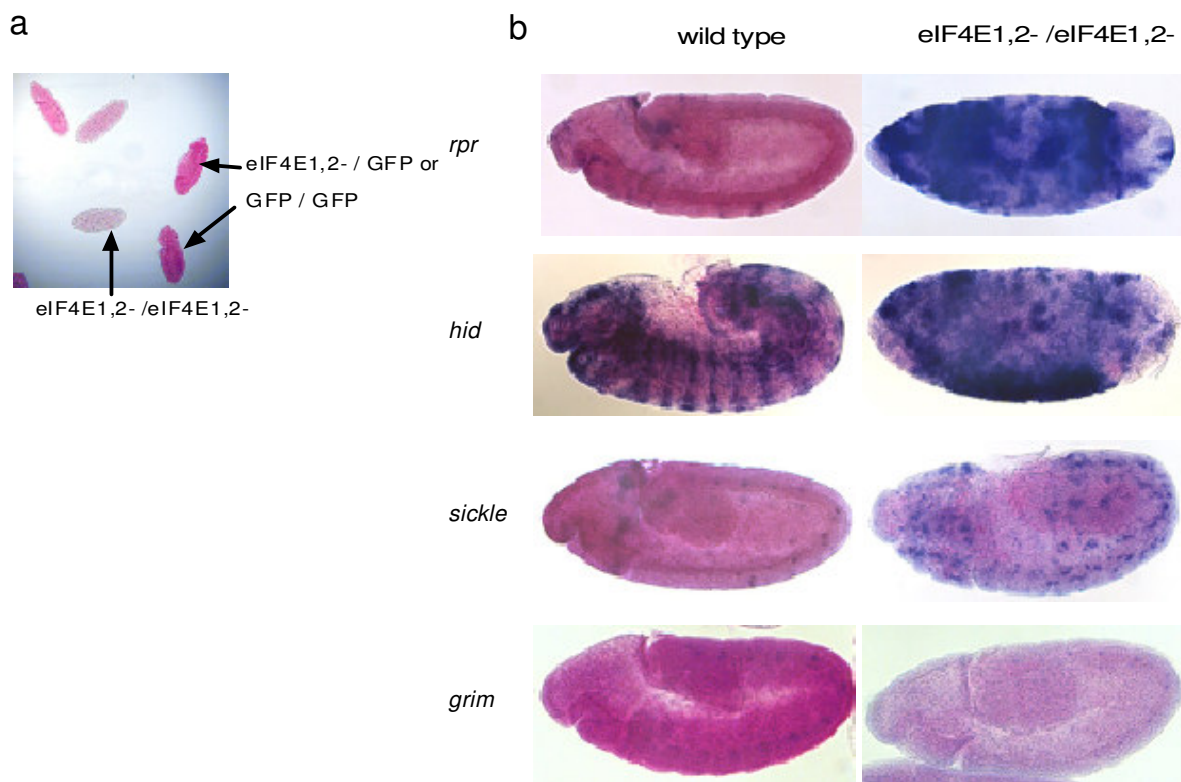 a
eIF4E1,2- / GFP or
GFP / GFP
eIF4E1,2- /eIF4E1,2-
b
wild type
eIF4E1,2- /eIF4E1,2-
rpr
hid
sickle
grim